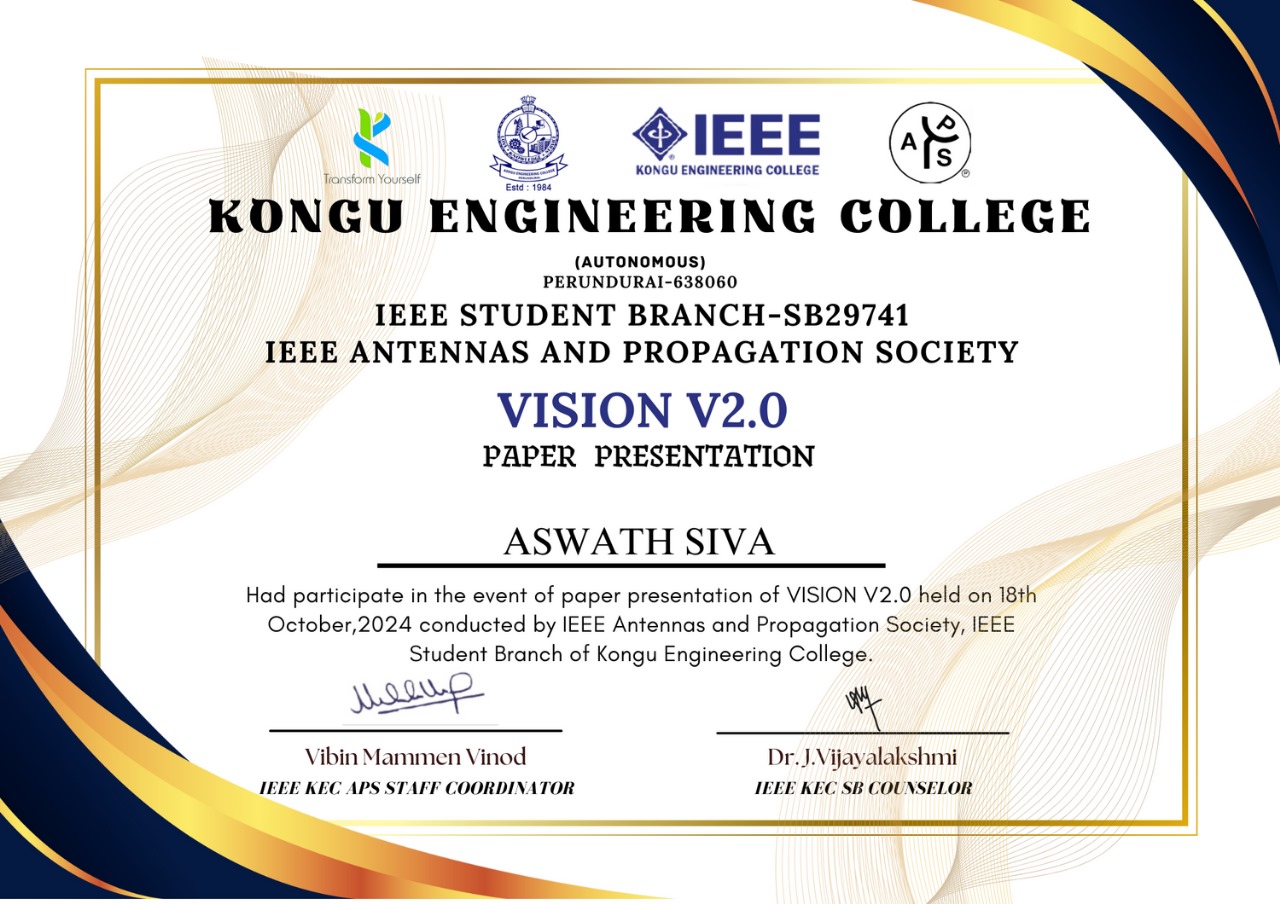 Transform Yourself
KONGU ENGINEERING COLLEGE
Estd : 1984
IEEE
KONGU ENGINEERING COLLEGE
A P S
KONGU ENGINEERING COLLEGE
(AUTONOMOUS)
PERUNDURAI-638060
IEEE STUDENT BRANCH-SB29741
IEEE ANTENNAS AND PROPAGATION SOCIETY
VISION V2.0
PAPER PRESENTATION
ASWATH SIVA
Had participate in the event of paper presentation of VISION V2.0 held on 18th
October,2024 conducted by IEEE Antennas and Propagation Society, IEEE
Student Branch of Kongu Engineering College.
Vibin Mammen Vinod
Dr.J.Vijayalakshmi
IEEE KEC APS STAFF COORDINATOR
IEEE KEC SB COUNSELOR